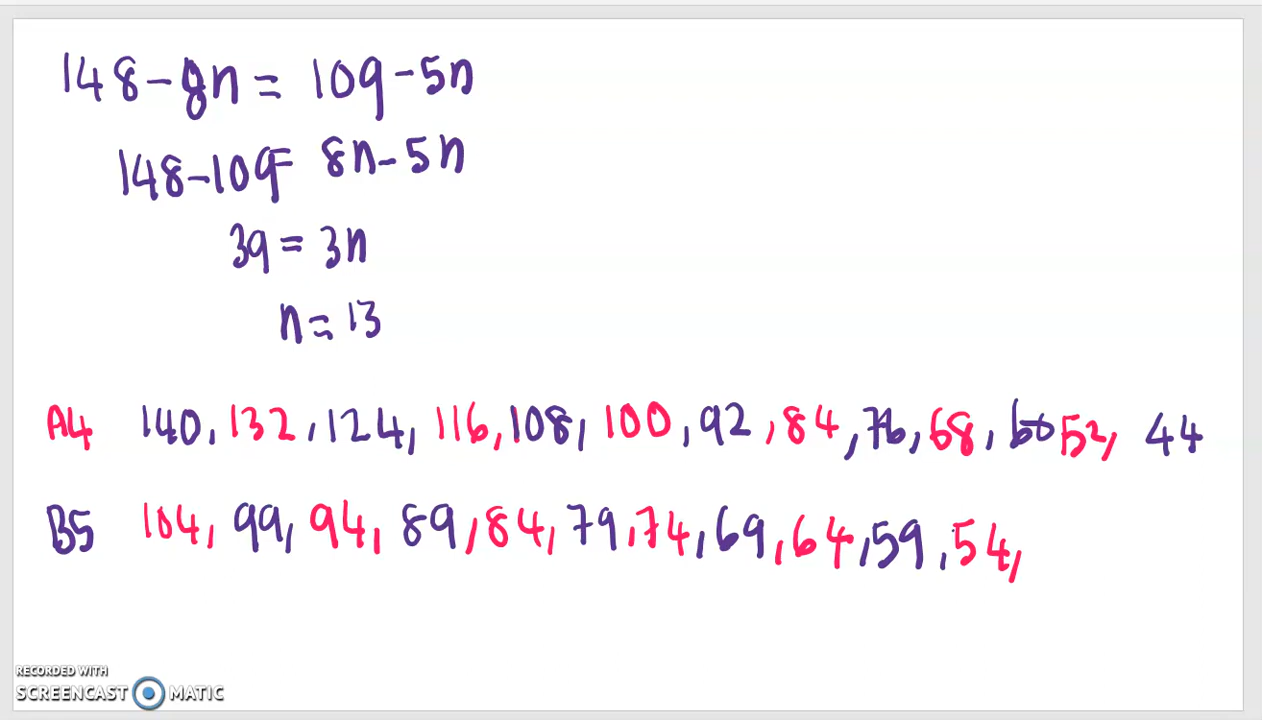 148-8n = 109-5n
148-109= 8n-5n
39 = 3n
n = 13
A4 140, 132, 124, 116, 108, 100, 92, 84, 76, 68, 60 52, 44
B5 104, 99, 94, 89, 84, 79, 74, 69, 64, 59, 54,
RECORDED WITH
SCREENCAST MATIC